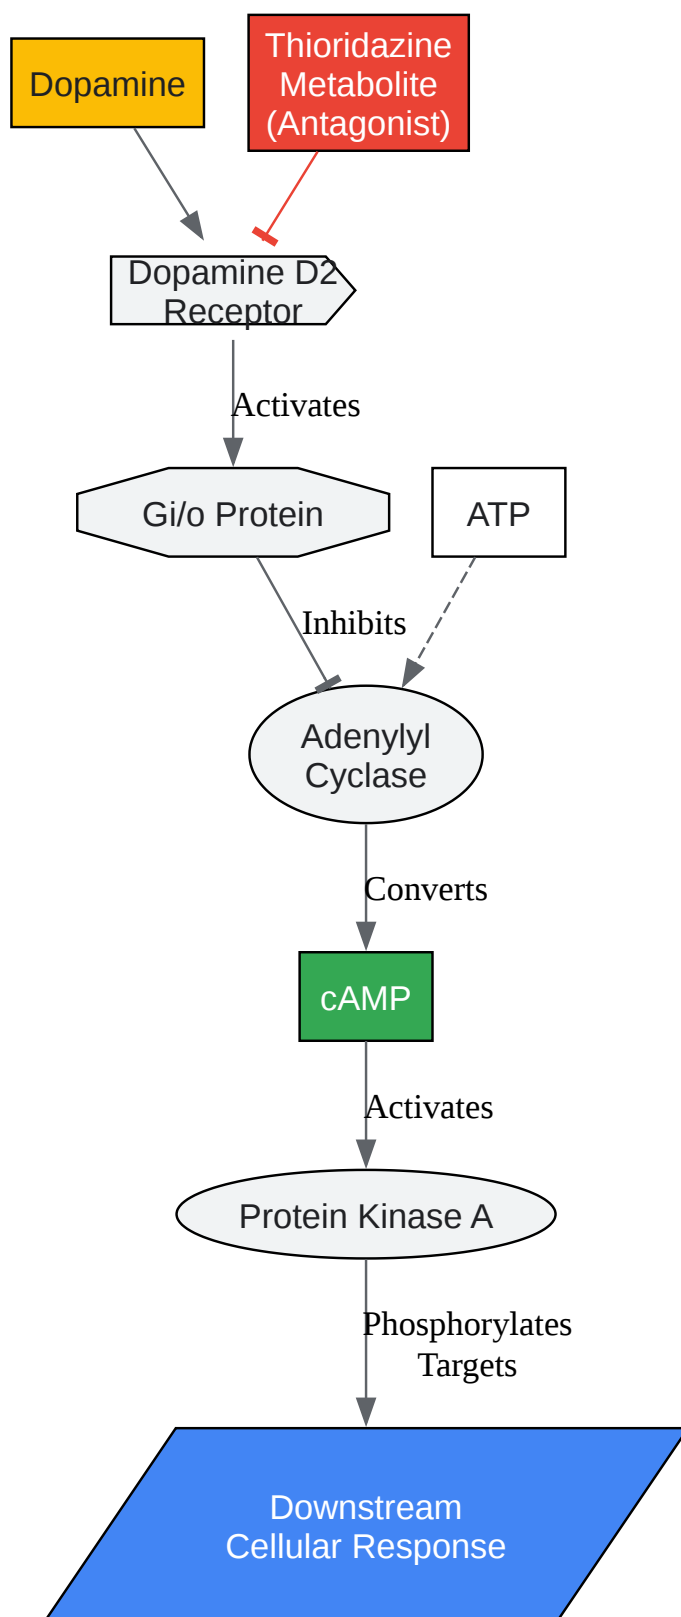 Dopamine
Thioridazine
Metabolite
(Antagonist)
Dopamine D2
Receptor
Activates
Gi/o Protein
ATP
Inhibits
Adenylyl
Cyclase
Converts
cAMP
Activates
Protein Kinase A
Phosphorylates
Targets
Downstream
Cellular Response